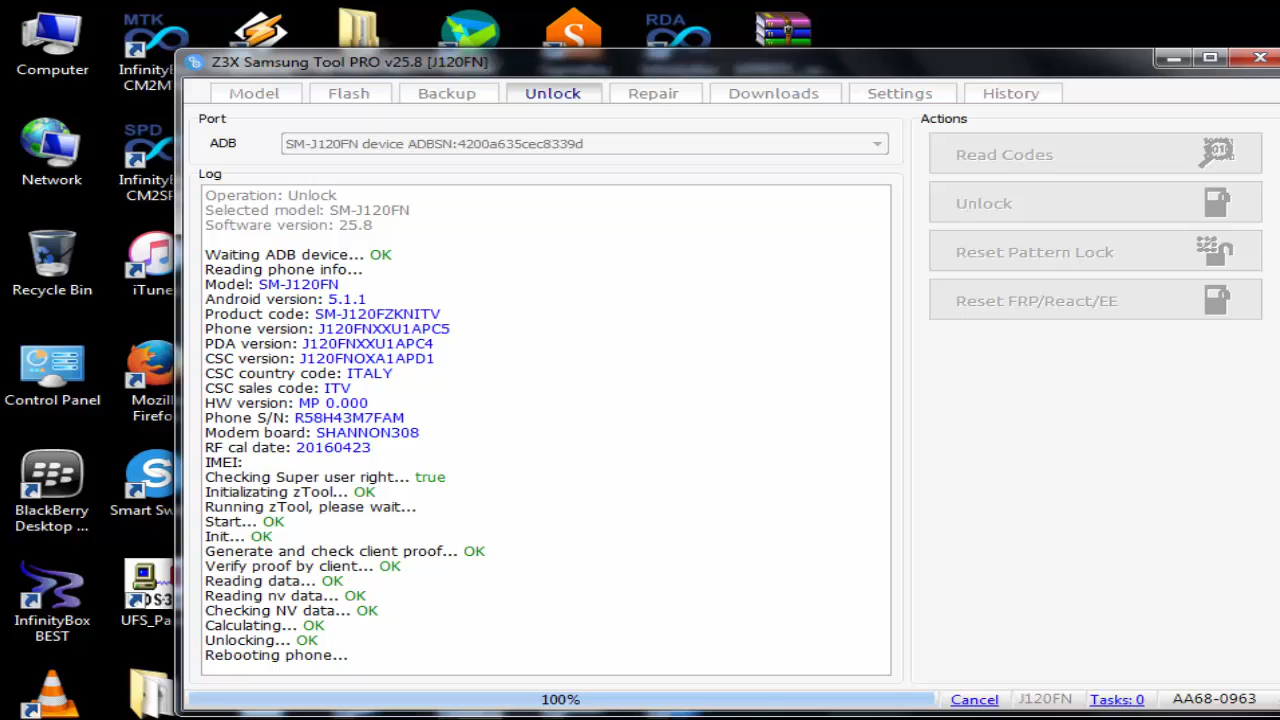 MTK
RDA
Computer
Infinity
CM2M
Z3X Samsung Tool PRO v25.8 [J120FN]
Model Flash Backup Unlock Repair Downloads Settings History
Port
ADB SM-J120FN device ADBSN:4200a635cec8339d
Log
Operation: Unlock
Selected model: SM-J120FN
Software version: 25.8
Waiting ADB device... OK
Reading phone info...
Model: SM-J120FN
Android version: 5.1.1
Product code: SM-J120FZKNITV
Phone version: J120FNXXU1APC5
PDA version: J120FNXXU1APC4
CSC version: J120FNOXA1APD1
CSC country code: ITALY
CSC sales code: ITV
HW version: MP 0.000
Phone S/N: R58H43M7FAM
Modem board: SHANNON308
RF cal date: 20160423
IMEI:
Checking Super user right... true
Initializating zTool... OK
Running zTool, please wait...
Start... OK
Init... OK
Generate and check client proof... OK
Verify proof by client... OK
Reading data... OK
Reading nv data... OK
Checking NV data... OK
Calculating... OK
Unlocking... OK
Rebooting phone...
Actions
Read Codes
Unlock
Reset Pattern Lock
Reset FRP/React/EE
100%
Cancel J120FN Tasks: 0 AA68-0963
SPD
Network
Infinity
CM2SP
Recycle Bin
iTune
Control Panel
Mozill
Firefo
BlackBerry
Desktop ...
Smart Sw
InfinityBox
BEST
UFS_Pa